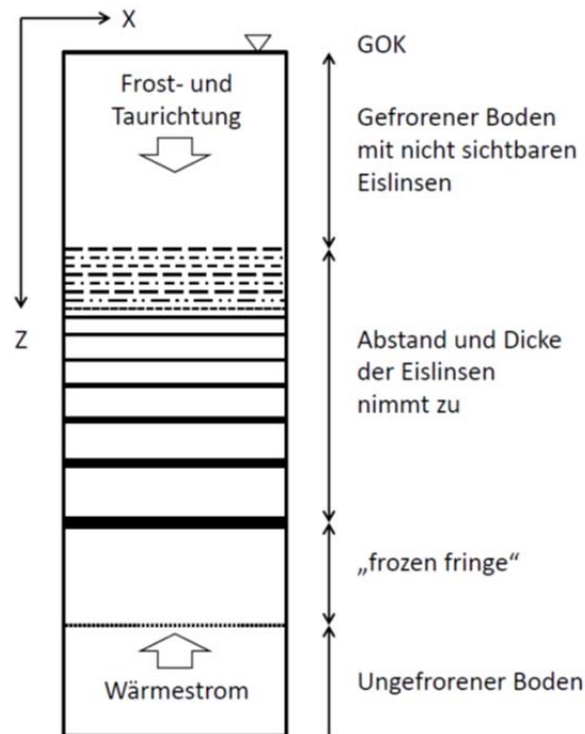 X
GOK
Frost- und
Taurichtung
Gefrorener Boden
mit nicht sichtbaren
Eislinsen
Z
Abstand und Dicke
der Eislinsen
nimmt zu
„frozen fringe“
Wärmestrom
Ungefrorener Boden